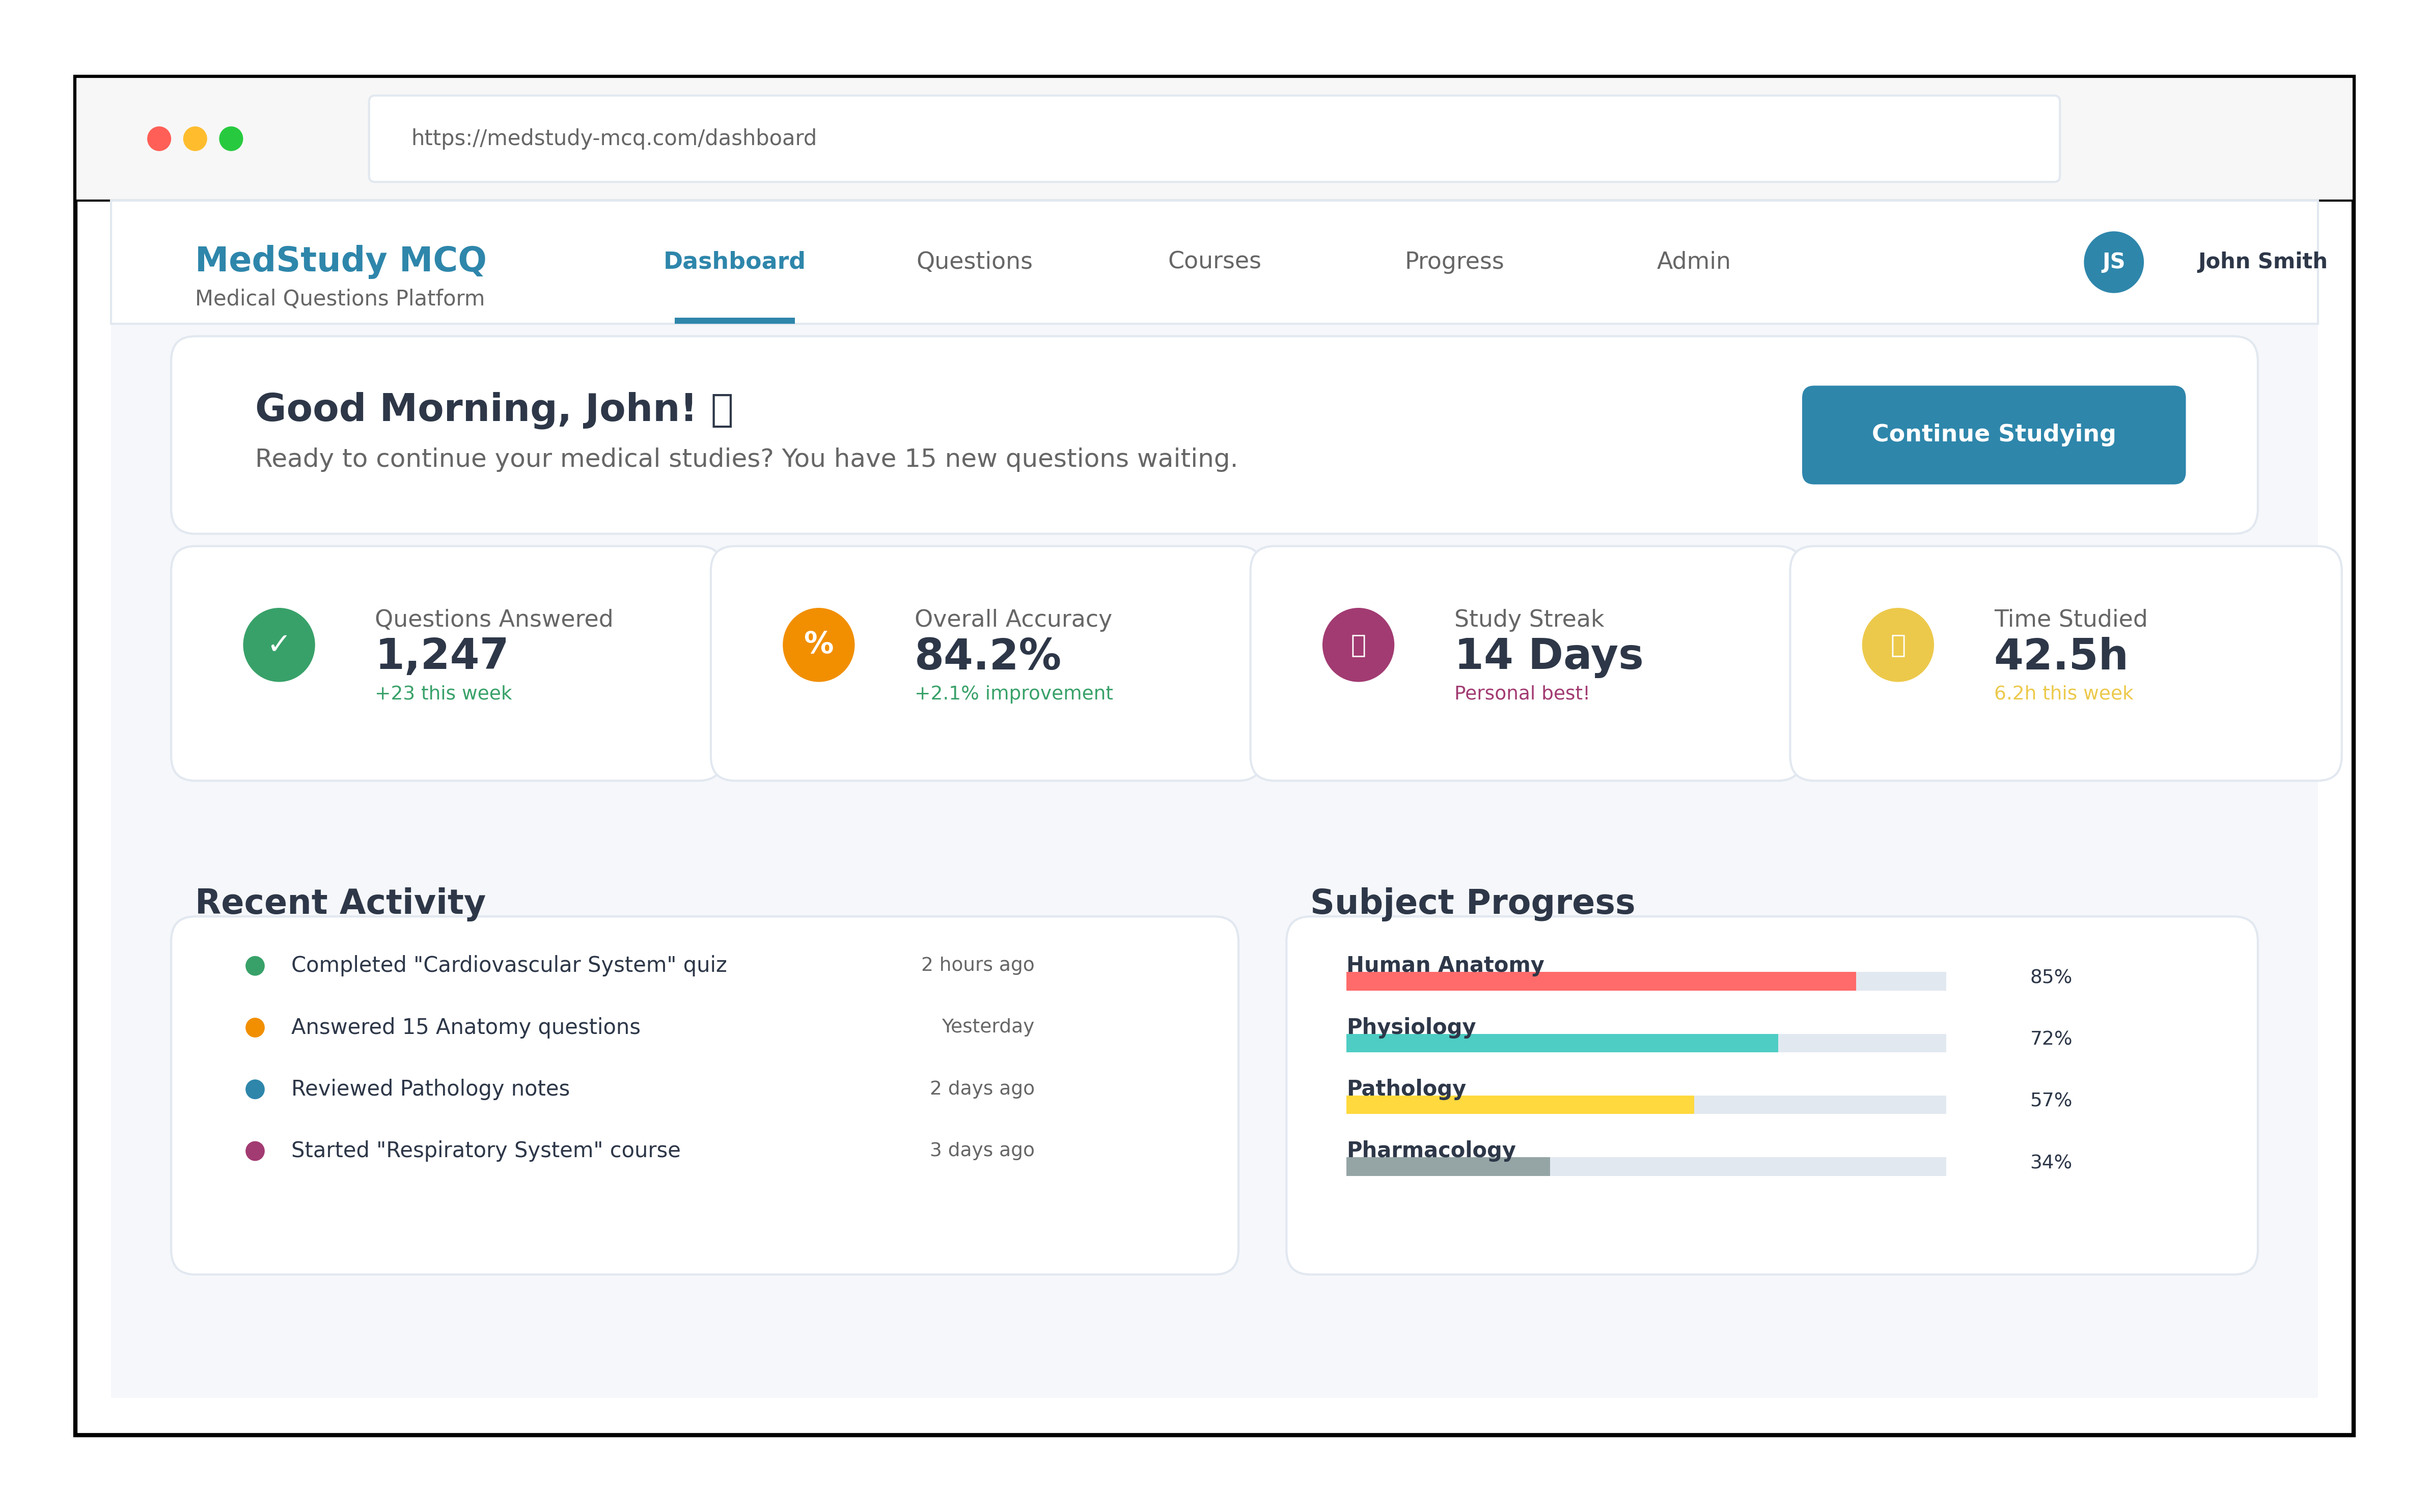 https://medstudy-mcq.com/dashboard
MedStudy MCQ
Medical Questions Platform
Dashboard
Questions
Courses
Progress
Admin
JS
John Smith
Good Morning, John!
Ready to continue your medical studies? You have 15 new questions waiting.
Continue Studying
✓
Questions Answered
1,247
+23 this week
%
Overall Accuracy
84.2%
+2.1% improvement
Study Streak
14 Days
Personal best!
Time Studied
42.5h
6.2h this week
Recent Activity
Completed "Cardiovascular System" quiz 2 hours ago
Answered 15 Anatomy questions Yesterday
Reviewed Pathology notes 2 days ago
Started "Respiratory System" course 3 days ago
Subject Progress
Human Anatomy 85%
Physiology 72%
Pathology 57%
Pharmacology 34%